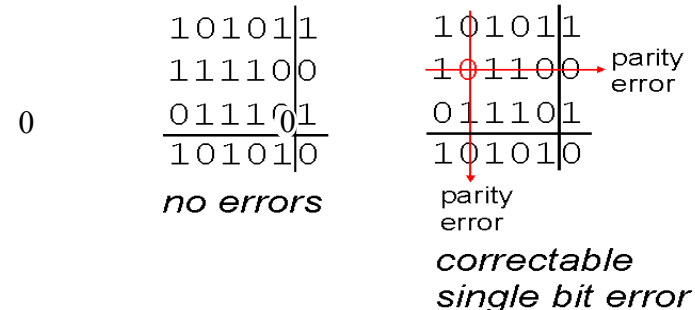 0
101011
111100
011101
101010
no errors
101011
101100
parity
error
011101
101010
parity
error
correctable
single bit error